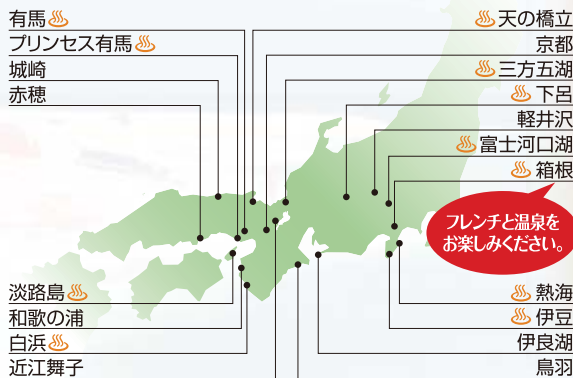 有馬
プリンセス有馬
城崎
赤穂
天の橋立
京都
三方五湖
下呂
軽井沢
富士河口湖
箱根
フレンチと温泉を
お楽しみください。
淡路島
和歌の浦
白浜
近江舞子
熱海
伊豆
伊良湖
鳥羽